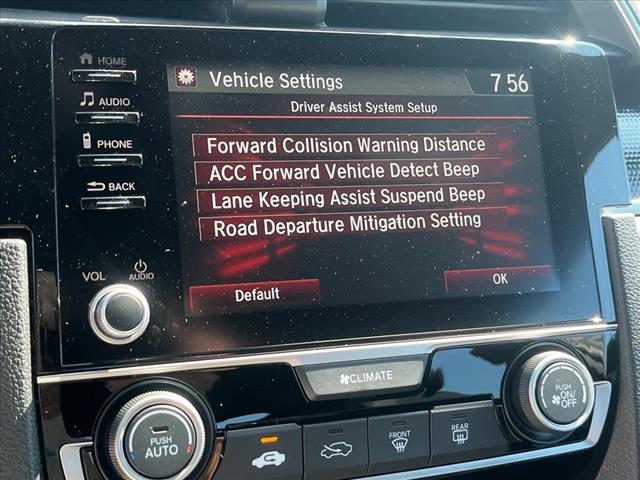 HOME
Vehicle Settings
7 56
Driver Assist System Setup
AUDIO
Forward Collision Warning Distance
PHONE
ACC Forward Vehicle Detect Beep
BACK
Lane Keeping Assist Suspend Beep
Road Departure Mitigation Setting
VOL
AUDIO
Default
OK
CLIMATE
PUSH
AUTO
FRONT
REAR
PUSH
ON/
OFF